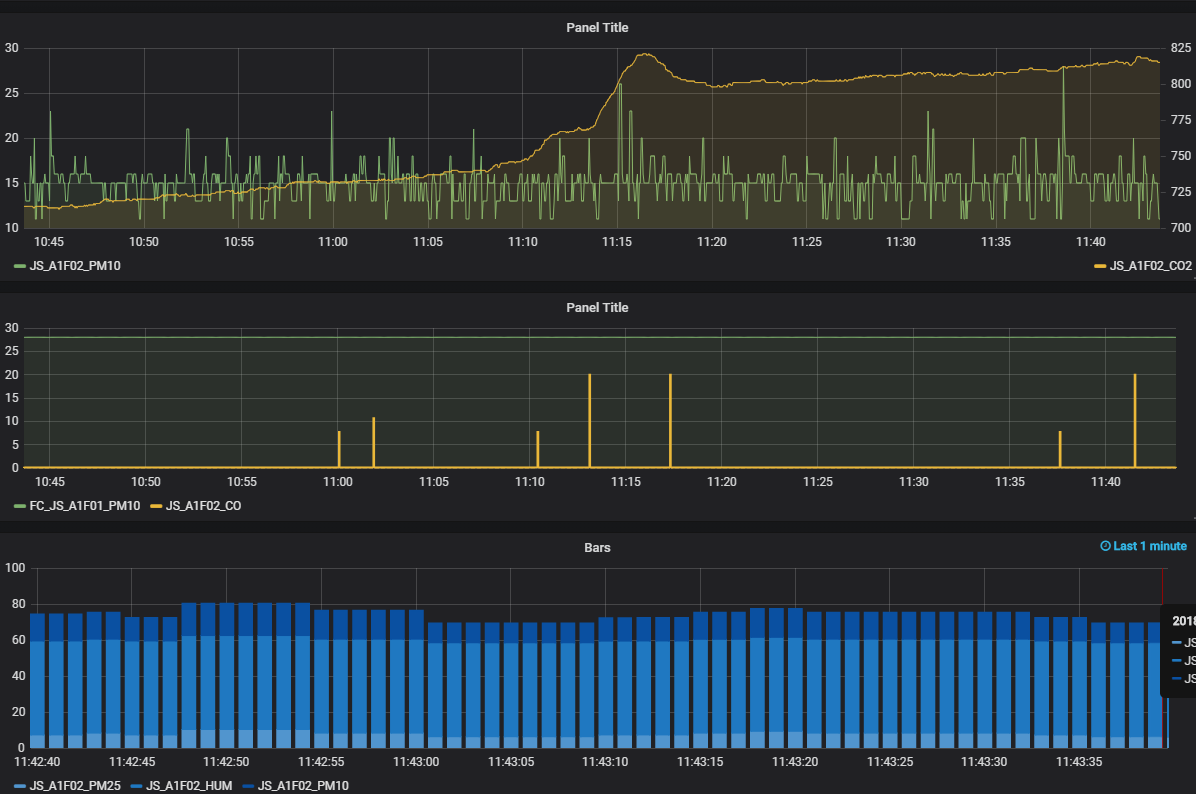 Panel Title
30 825
25 800
775
20
750
15
725
10 700
10:45 10:50 10:55 11:00 11:05 11:10 11:15 11:20 11:25 11:30 11:35 11:40
JS_A1F02_PM10 JS_A1F02_CO2
Panel Title
30
25
20
15
10
5
0
10:45 10:50 10:55 11:00 11:05 11:10 11:15 11:20 11:25 11:30 11:35 11:40
FC_JS_A1F01_PM10 JS_A1F02_CO
Bars Last 1 minute
100
80
2018
60 JS
JS
40 JS
20
0
11:42:40 11:42:45 11:42:50 11:42:55 11:43:00 11:43:05 11:43:10 11:43:15 11:43:20 11:43:25 11:43:30 11:43:35
JS_A1F02_PM25 JS_A1F02_HUM JS_A1F02_PM10